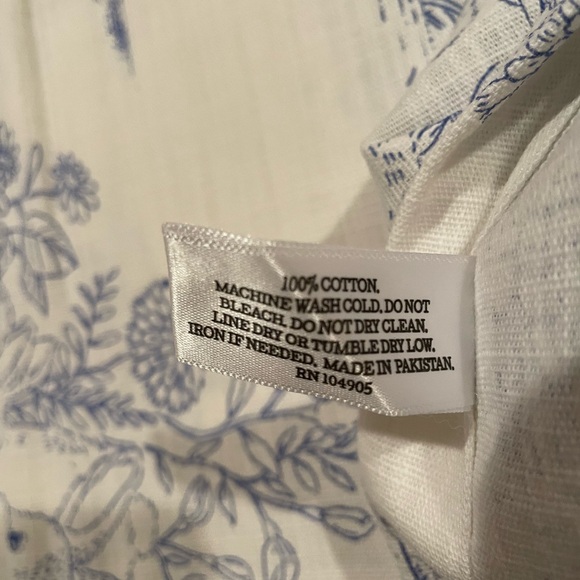 100% COTTON.
MACHINE WASH COLD, DO NOT
BLEACH. DO NOT DRY CLEAN.
LINE DRY OR TUMBLE DRY LOW.
IRON IF NEEDED. MADE IN PAKISTAN.
RN 104905